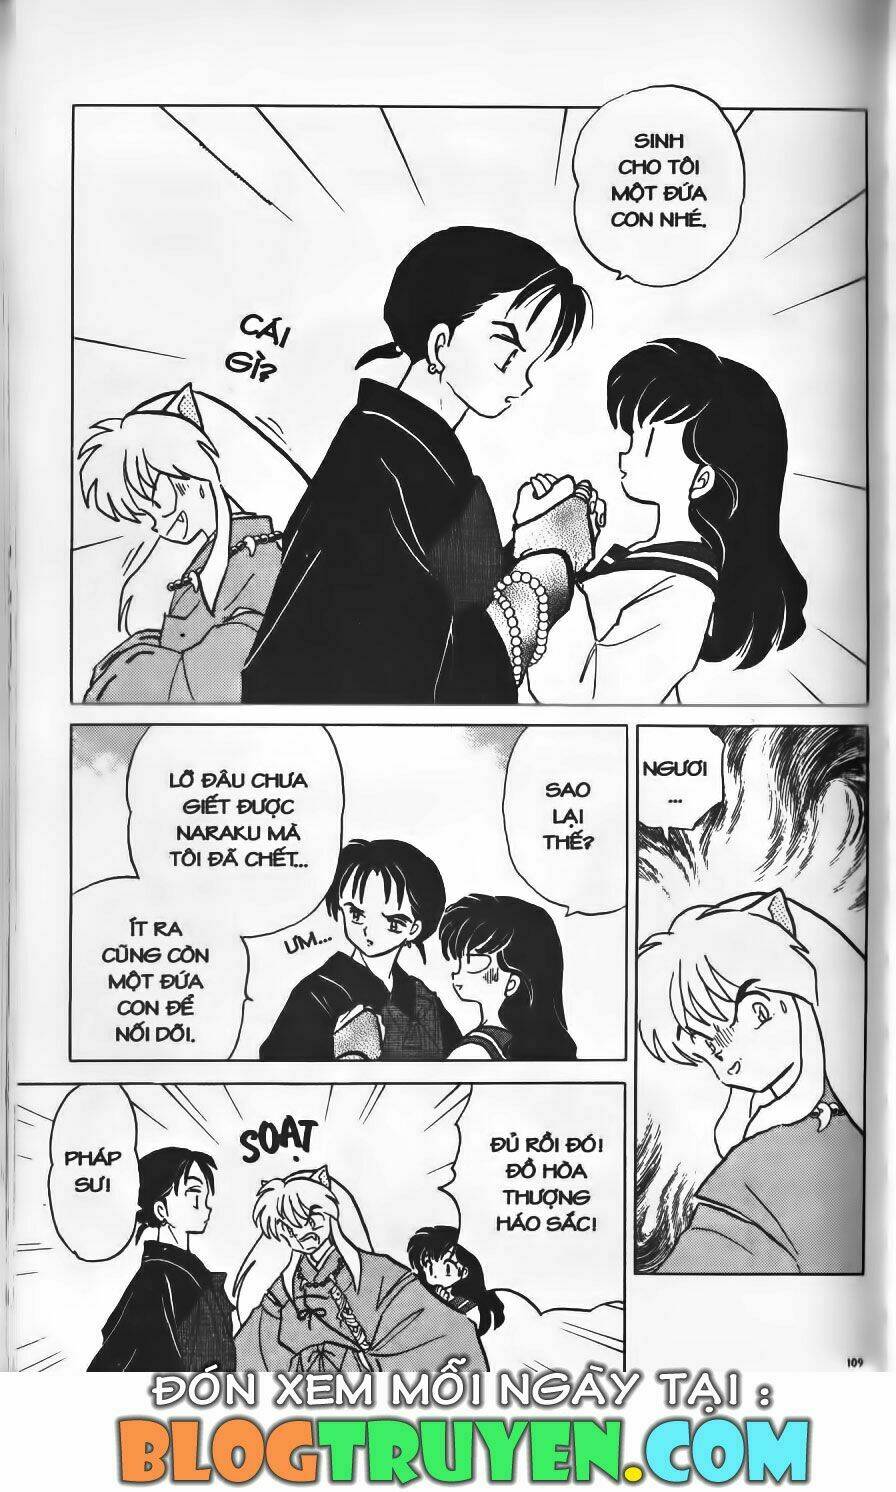 SINH
CHO TÔI
MỘT ĐỨA
CON NHÉ.
CÁI
GÌ?
NGƯƠI
...
SAO
LẠI
THẾ?
LỠ ĐÂU CHƯA
GIẾT ĐƯỢC
NARAKU MÀ
TÔI ĐÃ CHẾT...
ƯM...
ÍT RA
CŨNG CÒN
MỘT ĐỨA
CON ĐỂ
NỐI DÕI.
ĐỦ RỒI ĐÓ!
ĐỒ HÒA
THƯỢNG
HÁO SẮC!
SOẠT
PHÁP
SƯ!
109
ĐÓN XEM MỖI NGÀY TẠI :
BLOGTRUYEN.COM